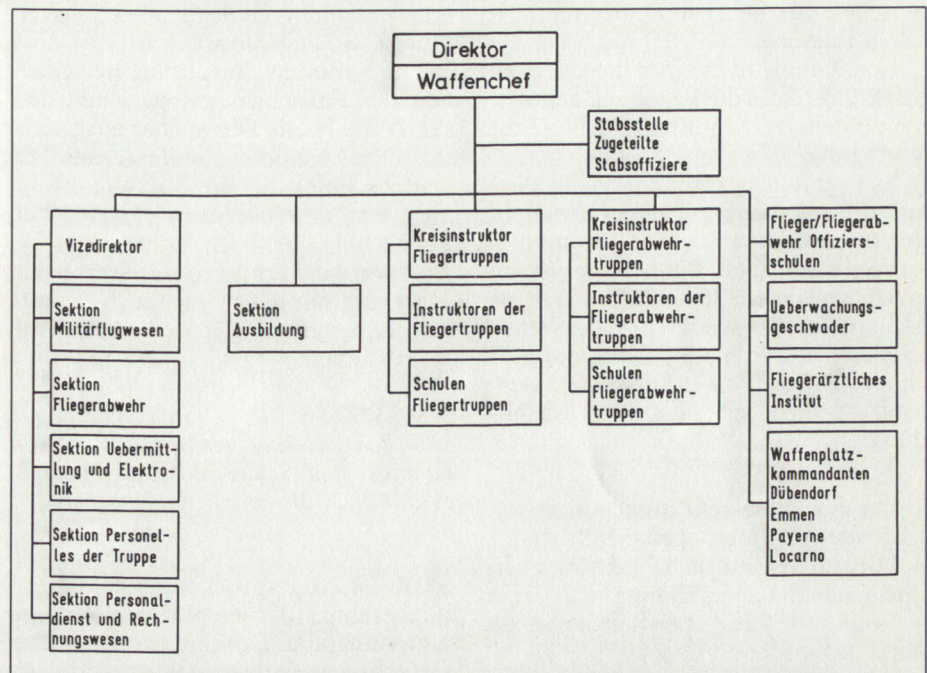 Direktor
Waffenchef
Stabsstelle
Zugeteilte
Stabsoffiziere
Vizedirektor
Sektion
Militärflugwesen
Sektion
Fliegerabwehr
Sektion Uebermitt-
lung und Elektro-
nik
Sektion Personel-
les der Truppe
Sektion Personal-
dienst und Rech-
nungswesen
Sektion
Ausbildung
Kreisinstruktor
Fliegertruppen
Instruktoren der
Fliegertruppen
Schulen
Fliegertruppen
Kreisinstruktor
Fliegerabwehr-
truppen
Instruktoren der
Fliegerabwehr-
truppen
Schulen
Fliegerabwehr-
truppen
Flieger/Fliegerab-
wehr Offiziers-
schulen
Ueberwachungs-
geschwader
Fliegerärztliches
Institut
Waffenplatz-
kommandanten
Dübendorf
Emmen
Payerne
Locarno